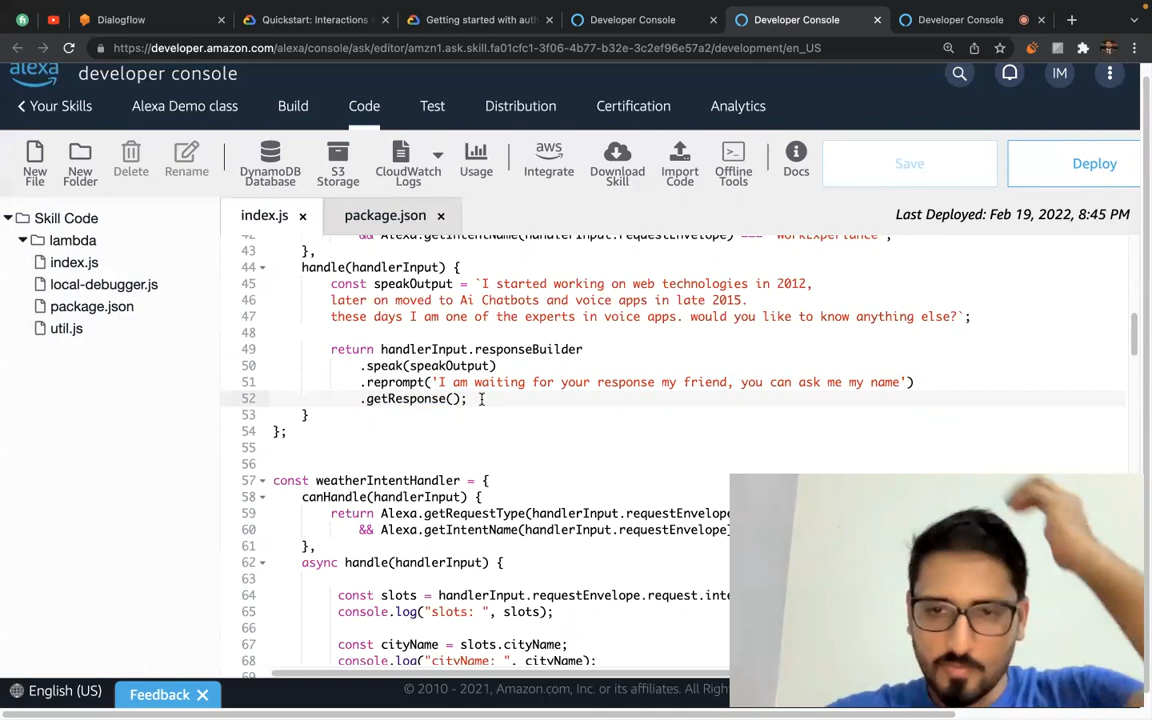 Dialogflow
Quickstart: Interactions
Getting started with auth
Developer Console
Developer Console
Developer Console
https://developer.amazon.com/alexa/console/ask/editor/amzn1.ask.skill.fa01cfc1-3f06-4b77-b32e-3c2ef96e57a2/development/en_US
alexa developer console
IM
Your Skills
Alexa Demo class
Build
Code
Test
Distribution
Certification
Analytics
New File
New Folder
Delete
Rename
DynamoDB Database
S3 Storage
CloudWatch Logs
Usage
aws
Integrate
Download Skill
Import Code
Offline Tools
Docs
Save
Deploy
Skill Code
lambda
index.js
local-debugger.js
package.json
util.js
index.js
package.json
Last Deployed: Feb 19, 2022, 8:45 PM
42 && Alexa.getIntentName(handlerInput.requestEnvelope) ===
43 },
44 handle(handlerInput) {
45 const speakOutput = `I started working on web technologies in 2012,
46 later on moved to Ai Chatbots and voice apps in late 2015.
47 these days I am one of the experts in voice apps. would you like to know anything else?`;
48
49 return handlerInput.responseBuilder
50 .speak(speakOutput)
51 .reprompt('I am waiting for your response my friend, you can ask me my name')
52 .getResponse();
53 }
54 };
55
56
57 const weatherIntentHandler = {
58 canHandle(handlerInput) {
59 return Alexa.getRequestType(handlerInput.requestEnvelope
60 && Alexa.getIntentName(handlerInput.requestEnvelope)
61 },
62 async handle(handlerInput) {
63
64 const slots = handlerInput.requestEnvelope.request.inte
65 console.log("slots: ", slots);
66
67 const cityName = slots.cityName;
68 console.log("cityName: ", cityName);
69
English (US)
Feedback
© 2010 - 2021, Amazon.com, Inc. or its affiliates. All Rig